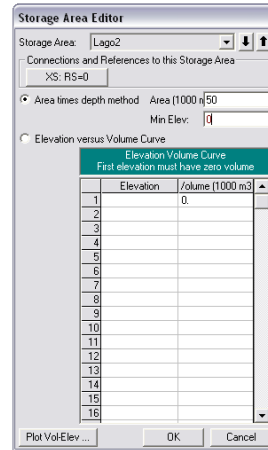 Storage Area Editor
Storage Area: Lago2
Connections and References to this Storage Area
XS: RS=0
Area times depth method Area (1000 m 50
Min Elev: 0
Elevation versus Volume Curve
Elevation Volume Curve
First elevation must have zero volume
Elevation /olume (1000 m3
1 0.
2
3
4
5
6
7
8
9
10
11
12
13
14
15
16
Plot Vol-Elev ... OK Cancel